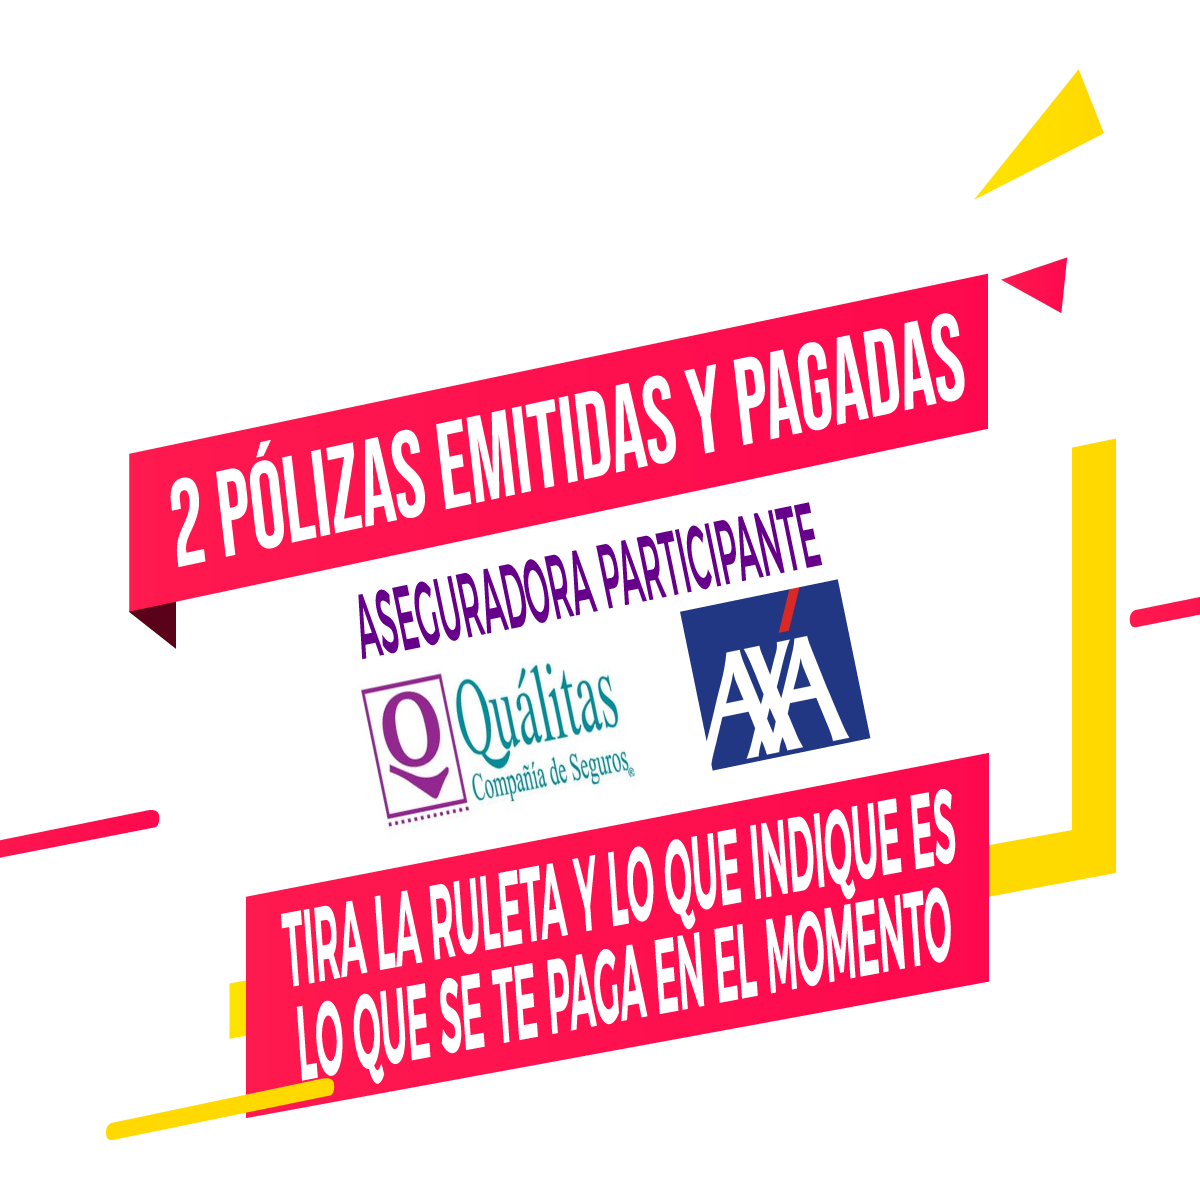 2 PÓLIZAS EMITIDAS Y PAGADAS
ASEGURADORA PARTICIPANTE
Q Quálitas
Compañía de Seguros®
AXA
TIRA LA RULETA Y LO QUE INDIQUE ES
LO QUE SE TE PAGA EN EL MOMENTO